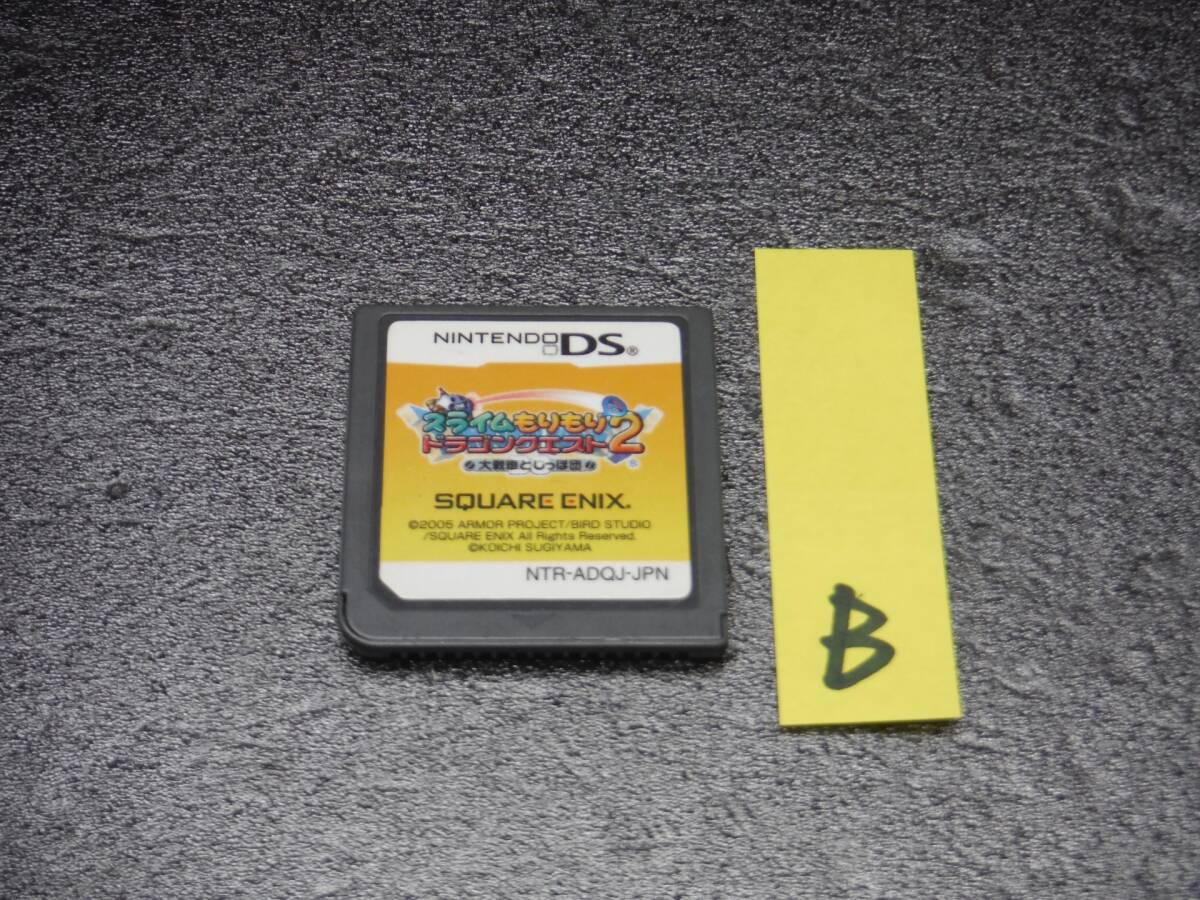 NINTENDO DS®
スライムもりもり
ドラゴンクエスト2
大戦車としっぽ団
SQUARE ENIX.
©2005 ARMOR PROJECT/BIRD STUDIO
/SQUARE ENIX All Rights Reserved.
©KOICHI SUGIYAMA
NTR-ADQJ-JPN
B